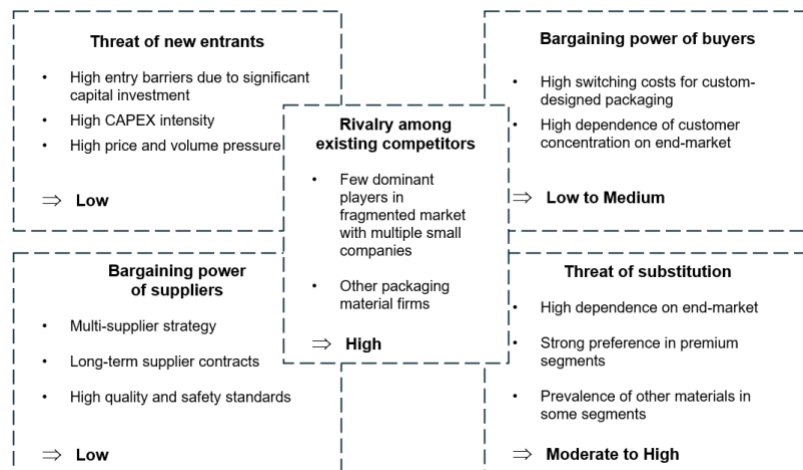 Threat of new entrants
• High entry barriers due to significant
capital investment
• High CAPEX intensity
• High price and volume pressure
⇒ Low
Bargaining power of buyers
• High switching costs for custom-
designed packaging
• High dependence of customer
concentration on end-market
⇒ Low to Medium
Rivalry among
existing competitors
• Few dominant
players in
fragmented market
with multiple small
companies
• Other packaging
material firms
⇒ High
Bargaining power
of suppliers
• Multi-supplier strategy
• Long-term supplier contracts
• High quality and safety standards
⇒ Low
Threat of substitution
• High dependence on end-market
• Strong preference in premium
segments
• Prevalence of other materials in
some segments
⇒ Moderate to High